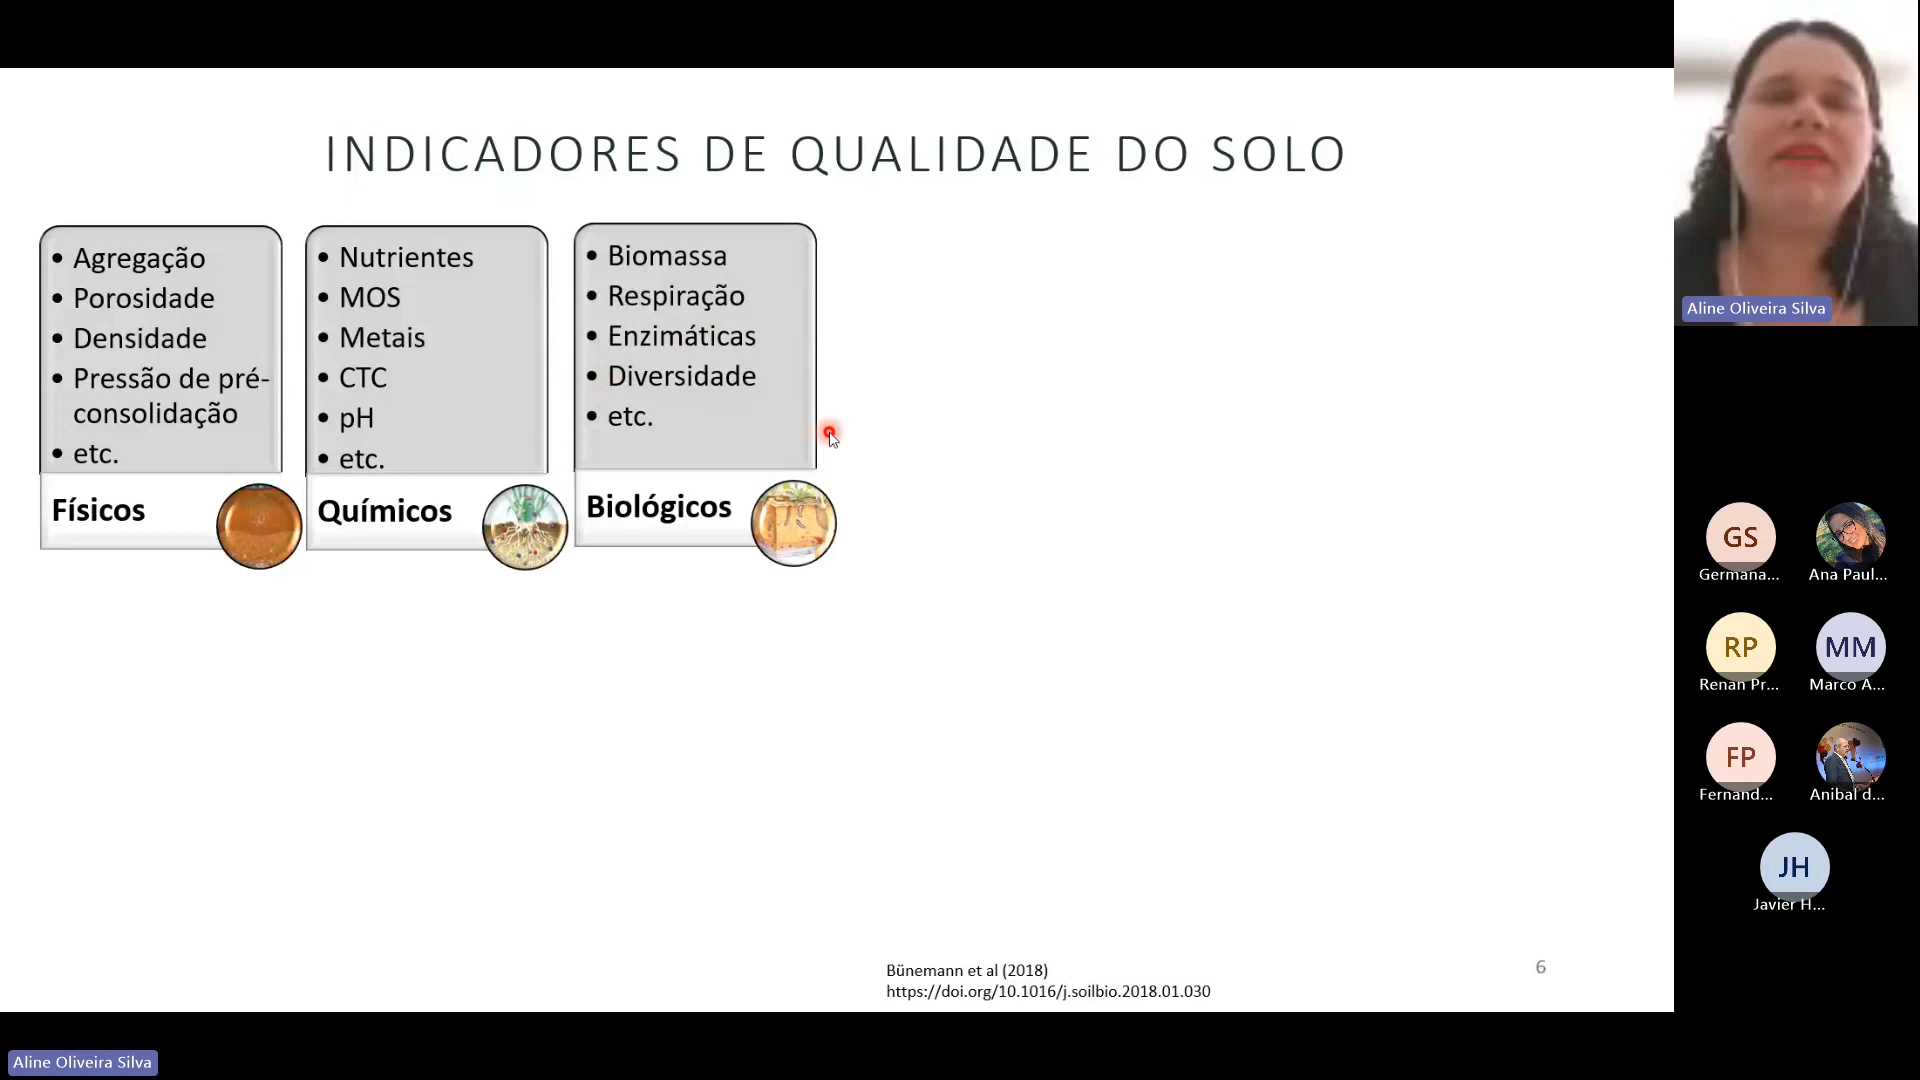 INDICADORES DE QUALIDADE DO SOLO
• Agregação
• Porosidade
• Densidade
• Pressão de pré-
consolidação
• etc.
Físicos
• Nutrientes
• MOS
• Metais
• CTC
• pH
• etc.
Químicos
• Biomassa
• Respiração
• Enzimáticas
• Diversidade
• etc.
Biológicos
Bünemann et al (2018)
https://doi.org/10.1016/j.soilbio.2018.01.030
6
Aline Oliveira Silva
GS
Germana...
Ana Paul...
RP
Renan Pr...
MM
Marco A...
FP
Fernand...
Anibal d...
JH
Javier H...
Aline Oliveira Silva